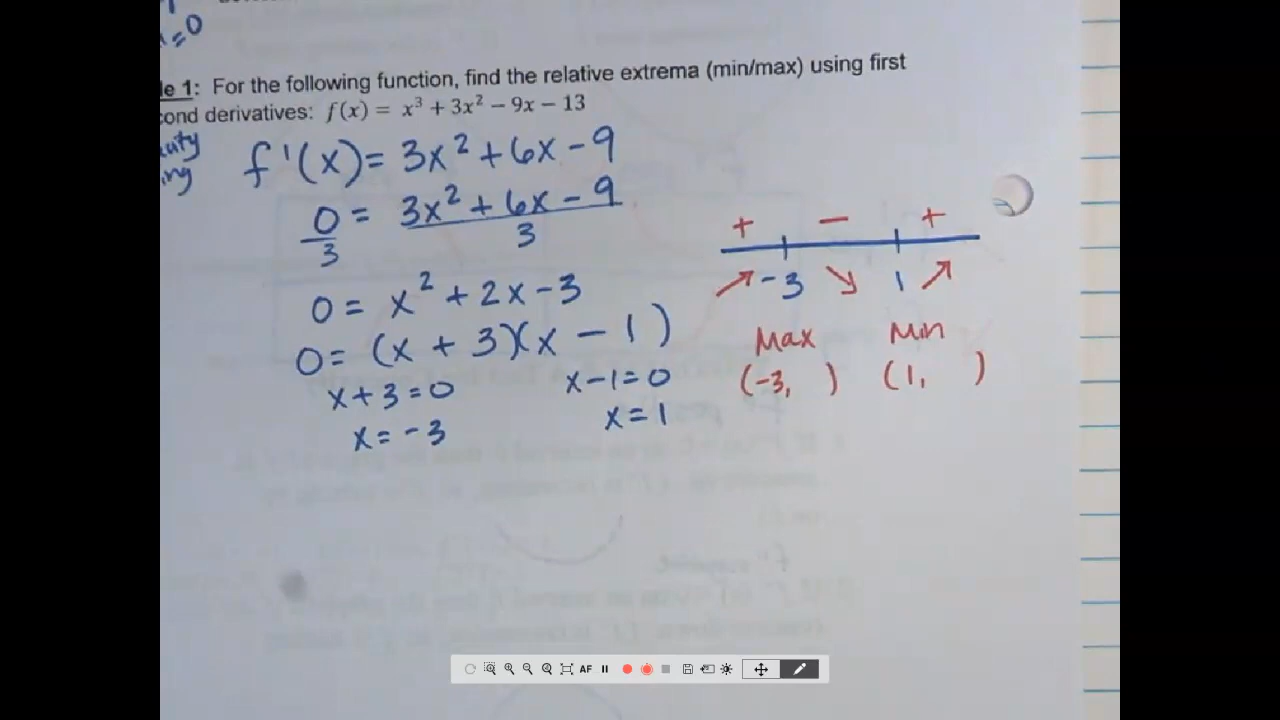 =0
le 1: For the following function, find the relative extrema (min/max) using first
cond derivatives: f(x) = x³ + 3x² − 9x − 13
f'(x) = 3x² + 6x − 9
0/3 = 3x² + 6x − 9/3
0 = x² + 2x − 3
0 = (x + 3)(x − 1)
x + 3 = 0 x − 1 = 0
x = −3 x = 1
+ − +
↗ −3 ↘ 1 ↗
Max Min
(−3, ) (1, )
AF